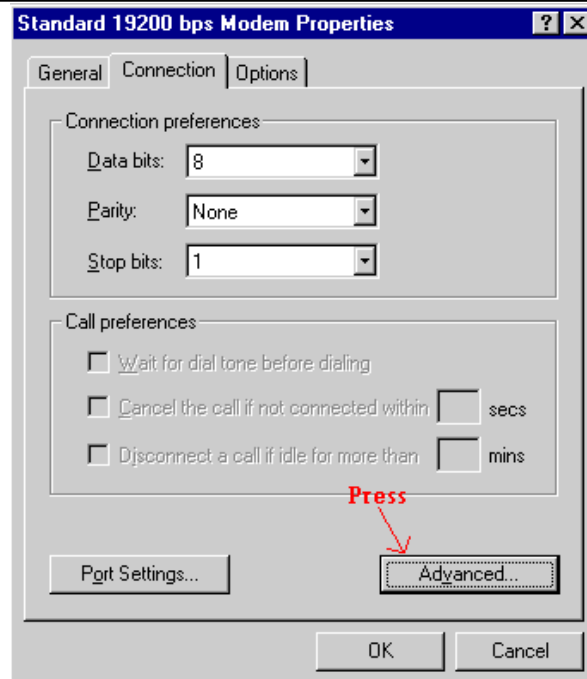 Standard 19200 bps Modem Properties
General Connection Options
Connection preferences
Data bits: 8
Parity: None
Stop bits: 1
Call preferences
Wait for dial tone before dialing
Cancel the call if not connected within secs
Disconnect a call if idle for more than mins
Press
Port Settings... Advanced...
OK Cancel